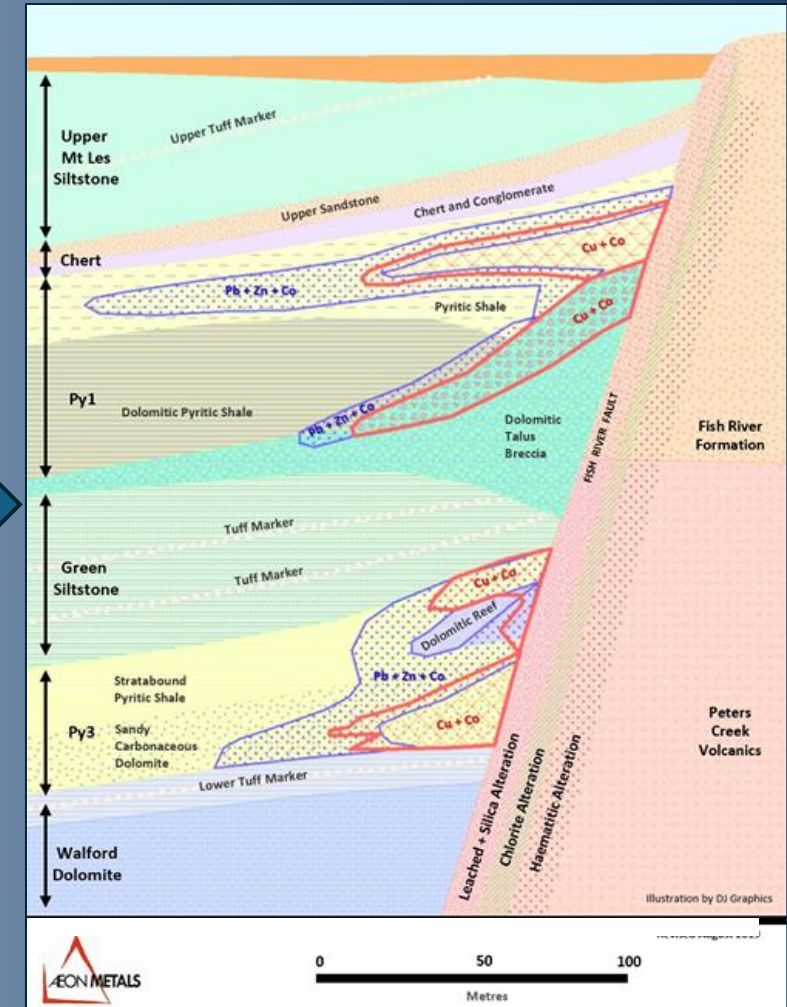 Upper
Mt Les
Siltstone
Upper Tuff Marker
Upper Sandstone
Chert and Conglomerate
Chert
Cu + Co
Pb + Zn + Co
Pyritic Shale
Cu + Co
Py1
Dolomitic Pyritic Shale
Pb + Zn + Co
Dolomitic
Talus
Breccia
FISH RIVER FAULT
Fish River
Formation
Tuff Marker
Green
Siltstone
Tuff Marker
Cu + Co
Dolomitic Reef
Pb + Zn + Co
Stratabound
Pyritic Shale
Py3
Sandy
Carbonaceous
Dolomite
Cu + Co
Peters
Creek
Volcanics
Lower Tuff Marker
Leached + Silica Alteration
Chlorite Alteration
Haematitic Alteration
Walford
Dolomite
Illustration by DJ Graphics
AEON METALS
0 50 100
Metres